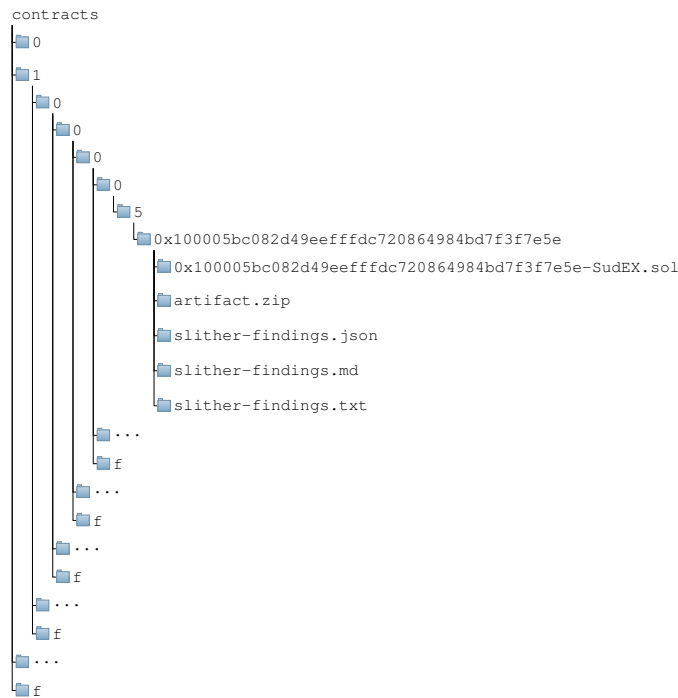 contracts
0
1
0
0
0
0
5
0x100005bc082d49eefffdc720864984bd7f3f7e5e
0x100005bc082d49eefffdc720864984bd7f3f7e5e-SudEX.sol
artifact.zip
slither-findings.json
slither-findings.md
slither-findings.txt
...
f
...
f
...
f
...
f
...
f